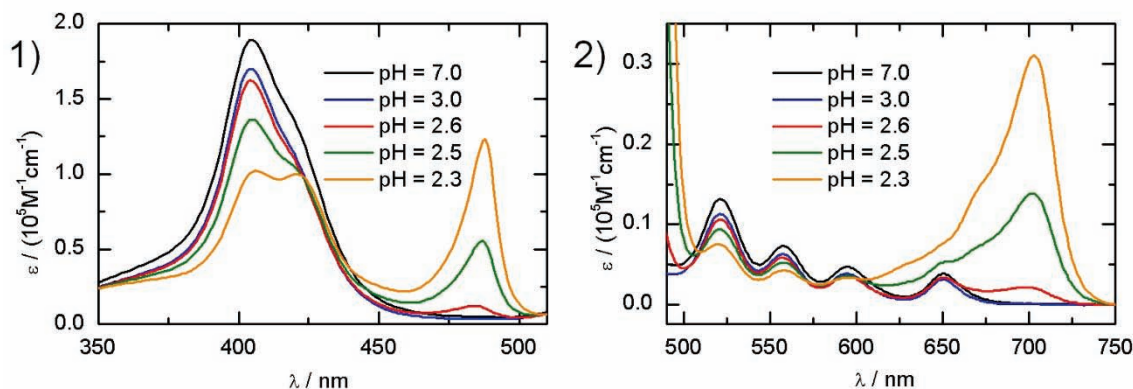 1)
2.0
1.5
1.0
0.5
0.0
ε / (10⁵M⁻¹cm⁻¹)
350 400 450 500
λ / nm
pH = 7.0
pH = 3.0
pH = 2.6
pH = 2.5
pH = 2.3
2)
0.3
0.2
0.1
0.0
ε / (10⁵M⁻¹cm⁻¹)
500 550 600 650 700 750
λ / nm
pH = 7.0
pH = 3.0
pH = 2.6
pH = 2.5
pH = 2.3